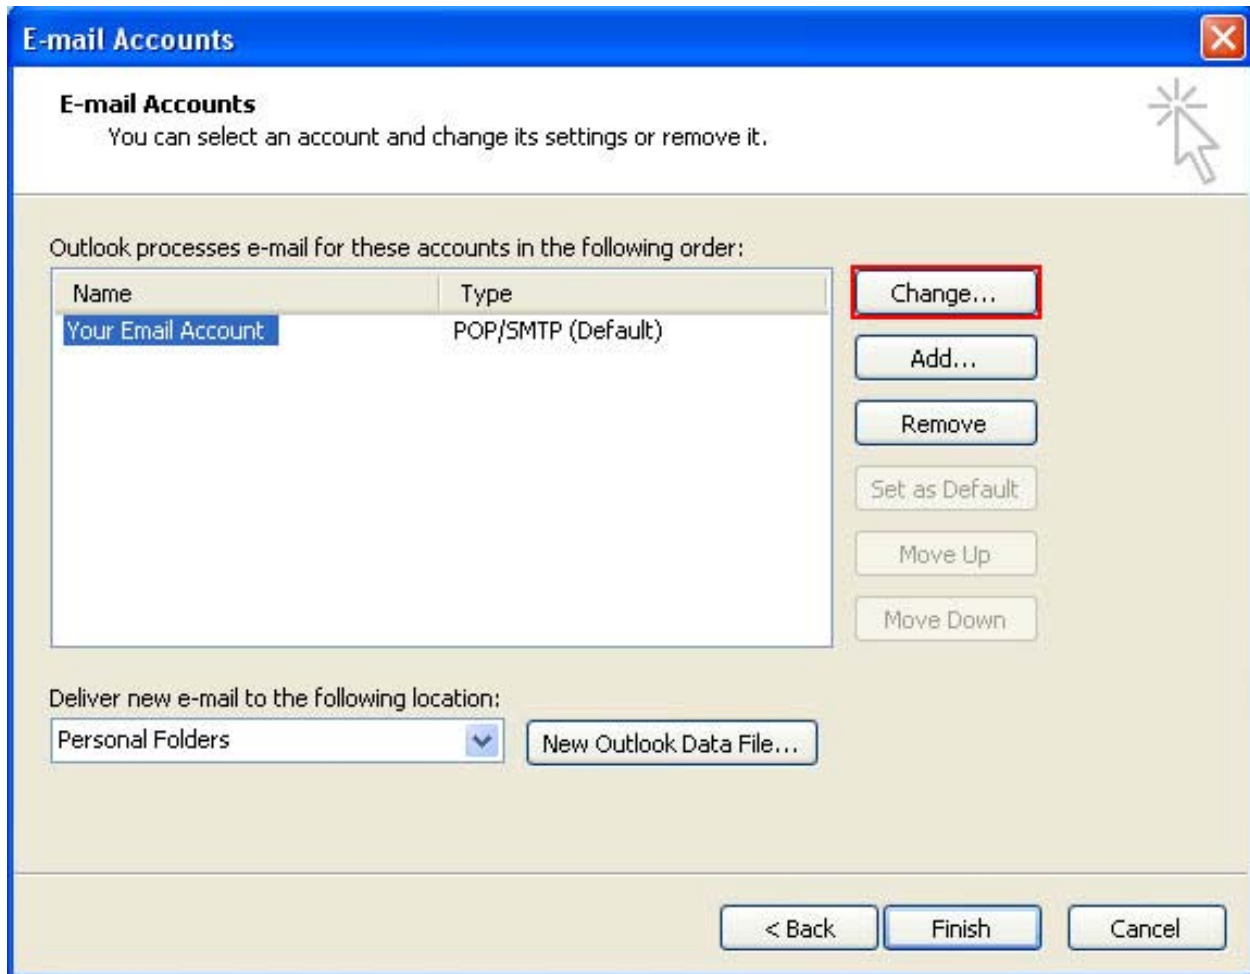 E-mail Accounts
E-mail Accounts
You can select an account and change its settings or remove it.
Outlook processes e-mail for these accounts in the following order:
Name Type
Your Email Account POP/SMTP (Default)
Change...
Add...
Remove
Set as Default
Move Up
Move Down
Deliver new e-mail to the following location:
Personal Folders New Outlook Data File...
< Back Finish Cancel